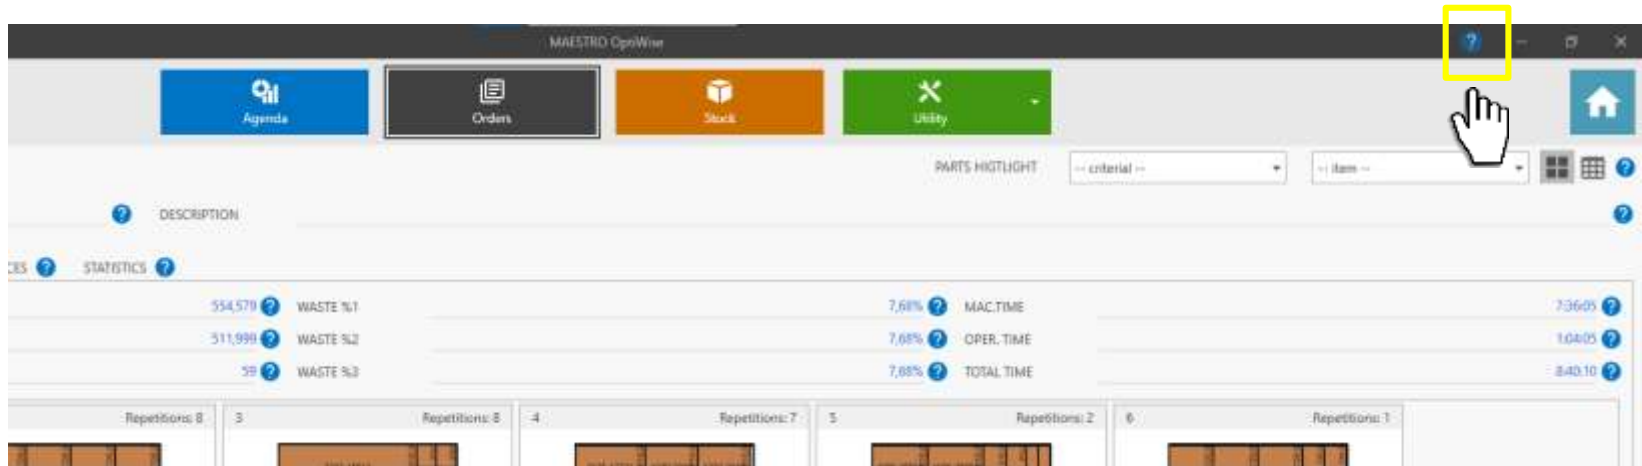 MAESTRO OptiWise
?
Agenda
Orders
Stock
Utility
PARTS HIGTLIGHT
-- criterial --
-- item --
?
?
DESCRIPTION
?
CES ?
STATISTICS ?
554,579 ?
WASTE %1
7,68% ?
MAC.TIME
7:36:05 ?
511,999 ?
WASTE %2
7,68% ?
OPER. TIME
1:04:05 ?
59 ?
WASTE %3
7,68% ?
TOTAL TIME
8:40:10 ?
Repetitions: 8
3
Repetitions: 8
4
Repetitions: 7
5
Repetitions: 2
6
Repetitions: 1